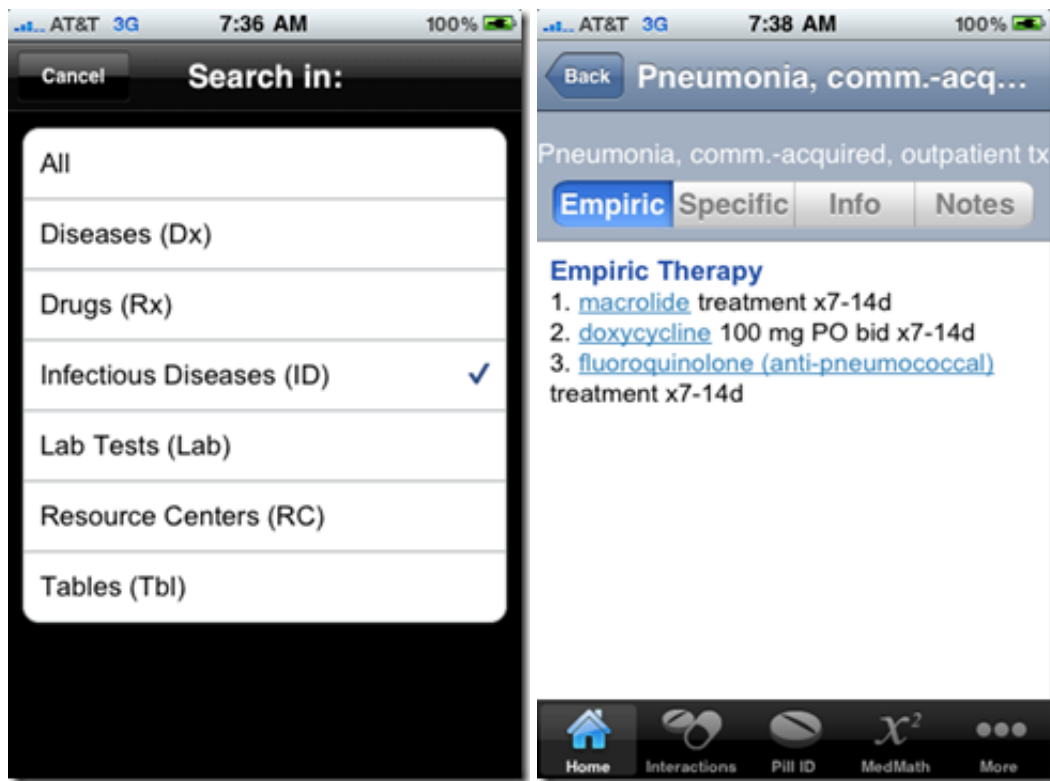 AT&T 3G 7:36 AM 100%
Cancel Search in:
All
Diseases (Dx)
Drugs (Rx)
Infectious Diseases (ID)
Lab Tests (Lab)
Resource Centers (RC)
Tables (Tbl)
AT&T 3G 7:38 AM 100%
Back Pneumonia, comm.-acq...
Pneumonia, comm.-acquired, outpatient tx
Empiric Specific Info Notes
Empiric Therapy
1. macrolide treatment x7-14d
2. doxycycline 100 mg PO bid x7-14d
3. fluoroquinolone (anti-pneumococcal)
treatment x7-14d
x²
Home Interactions Pill ID MedMath More